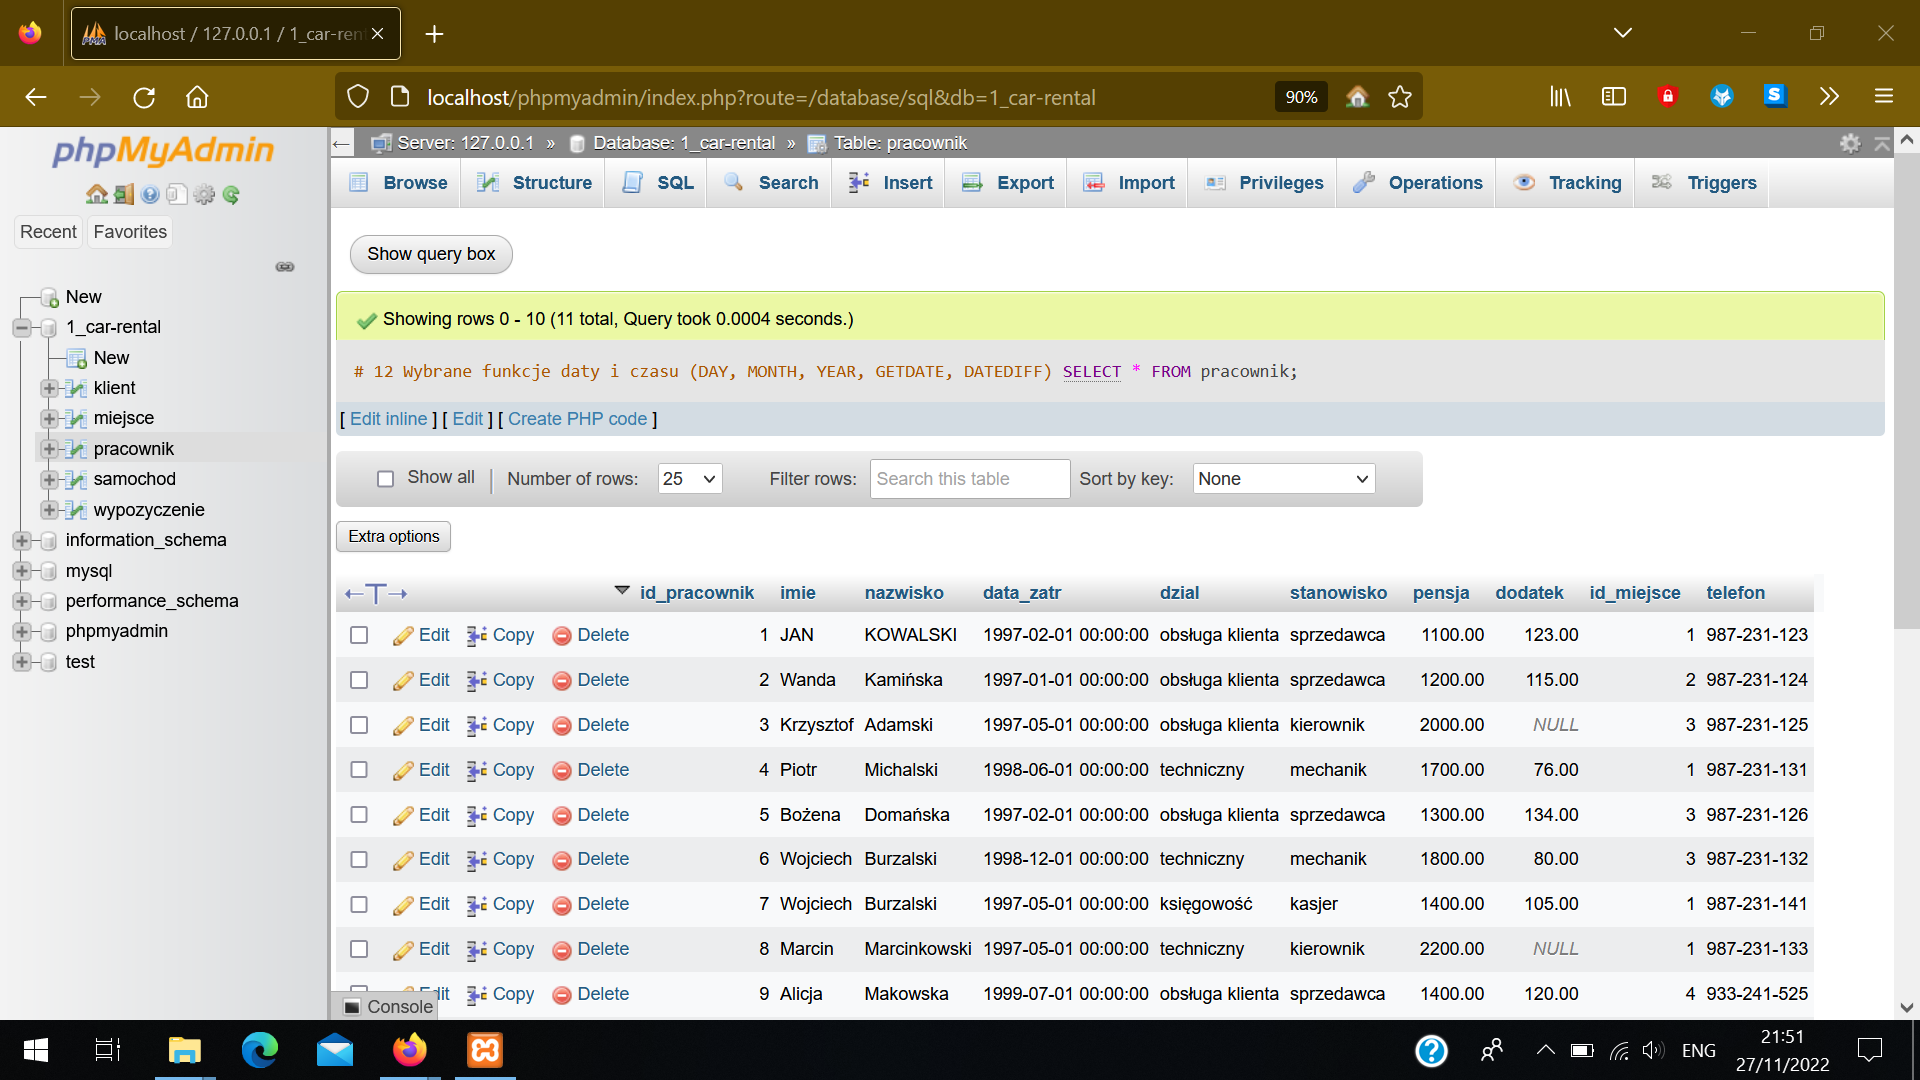 localhost / 127.0.0.1 / 1_car-ren
localhost/phpmyadmin/index.php?route=/database/sql&db=1_car-rental
90%
phpMyAdmin
Recent
Favorites
New
1_car-rental
New
klient
miejsce
pracownik
samochod
wypozyczenie
information_schema
mysql
performance_schema
phpmyadmin
test
Server: 127.0.0.1 » Database: 1_car-rental » Table: pracownik
Browse Structure SQL Search Insert Export Import Privileges Operations Tracking Triggers
Show query box
Showing rows 0 - 10 (11 total, Query took 0.0004 seconds.)
# 12 Wybrane funkcje daty i czasu (DAY, MONTH, YEAR, GETDATE, DATEDIFF) SELECT * FROM pracownik;
[ Edit inline ] [ Edit ] [ Create PHP code ]
Show all | Number of rows: 25 Filter rows: Search this table Sort by key: None
Extra options
←T→ id_pracownik imie nazwisko data_zatr dzial stanowisko pensja dodatek id_miejsce telefon
Edit Copy Delete 1 JAN KOWALSKI 1997-02-01 00:00:00 obsługa klienta sprzedawca 1100.00 123.00 1 987-231-123
Edit Copy Delete 2 Wanda Kamińska 1997-01-01 00:00:00 obsługa klienta sprzedawca 1200.00 115.00 2 987-231-124
Edit Copy Delete 3 Krzysztof Adamski 1997-05-01 00:00:00 obsługa klienta kierownik 2000.00 NULL 3 987-231-125
Edit Copy Delete 4 Piotr Michalski 1998-06-01 00:00:00 techniczny mechanik 1700.00 76.00 1 987-231-131
Edit Copy Delete 5 Bożena Domańska 1997-02-01 00:00:00 obsługa klienta sprzedawca 1300.00 134.00 3 987-231-126
Edit Copy Delete 6 Wojciech Burzalski 1998-12-01 00:00:00 techniczny mechanik 1800.00 80.00 3 987-231-132
Edit Copy Delete 7 Wojciech Burzalski 1997-05-01 00:00:00 księgowość kasjer 1400.00 105.00 1 987-231-141
Edit Copy Delete 8 Marcin Marcinkowski 1997-05-01 00:00:00 techniczny kierownik 2200.00 NULL 1 987-231-133
Edit Copy Delete 9 Alicja Makowska 1999-07-01 00:00:00 obsługa klienta sprzedawca 1400.00 120.00 4 933-241-525
Console
ENG
21:51
27/11/2022